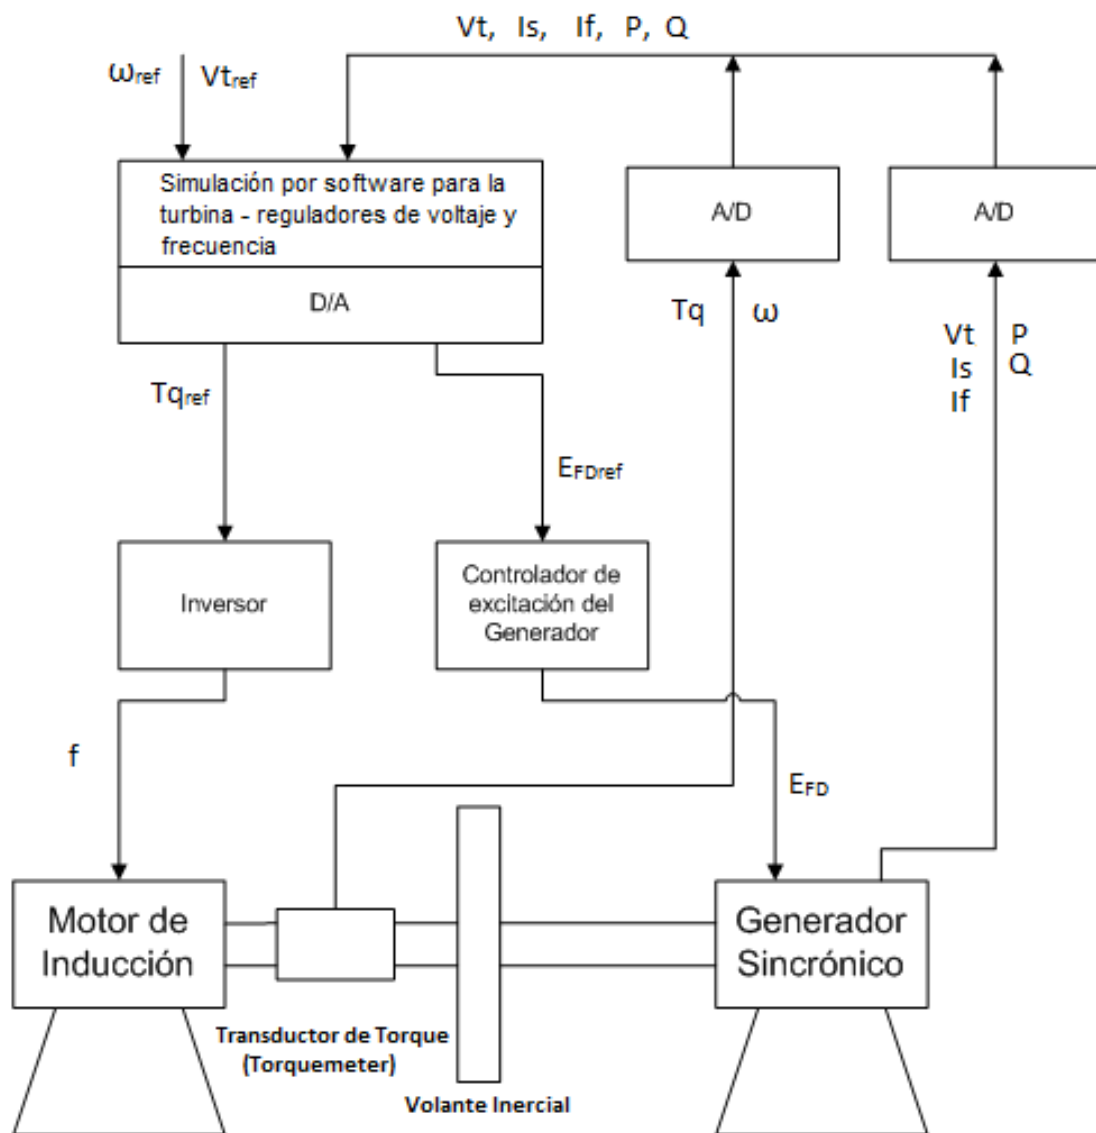 Vt, Is, If, P, Q
ωref Vtref
Simulación por software para la
turbina - reguladores de voltaje y
frecuencia
D/A
A/D
A/D
Tq ω
Vt P
Is Q
If
Tqref
EFDref
Inversor
Controlador de
excitación del
Generador
f
EFD
Motor de
Inducción
Generador
Sincrónico
Transductor de Torque
(Torquemeter)
Volante Inercial